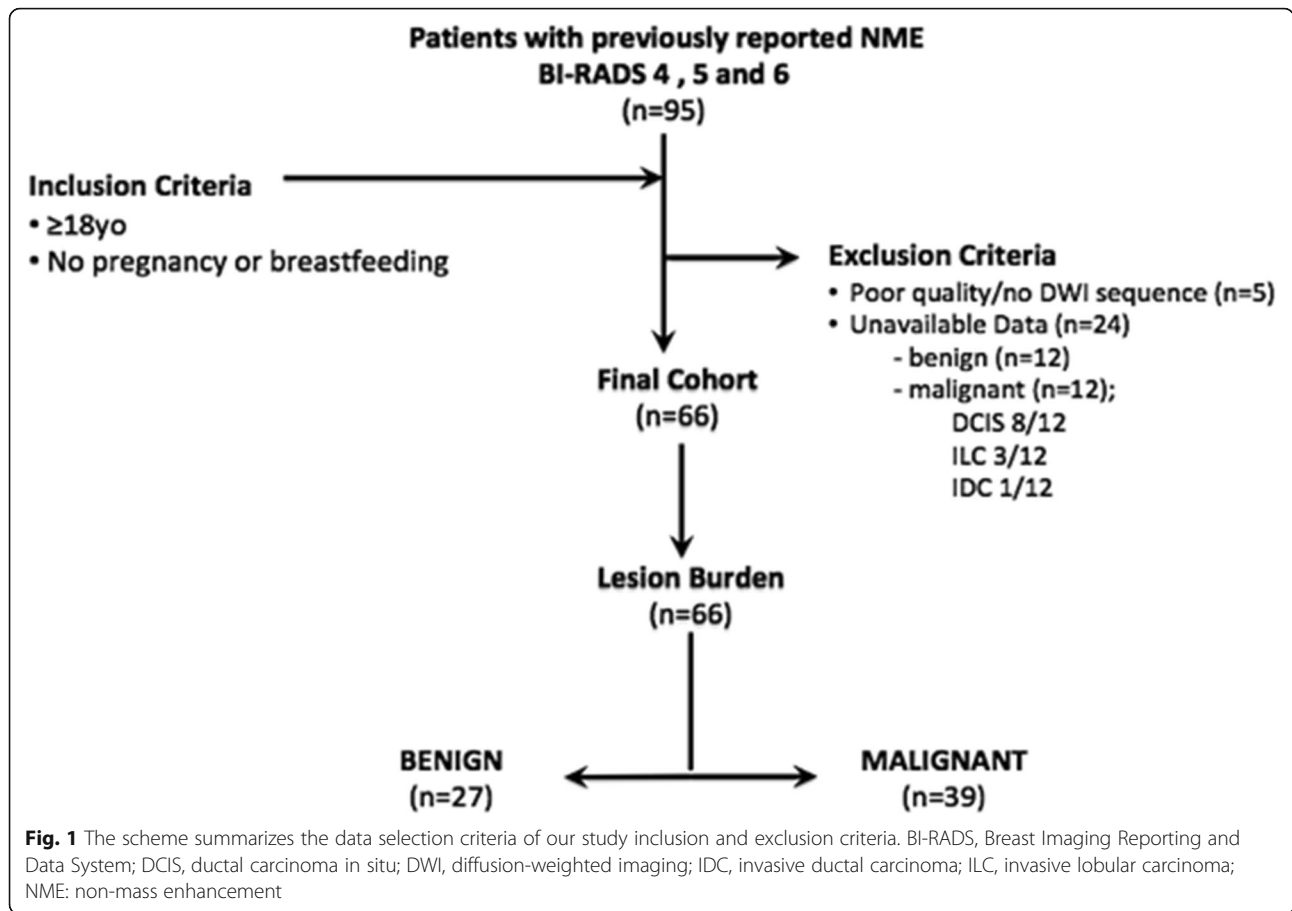 Patients with previously reported NME
BI-RADS 4 , 5 and 6
(n=95)
Inclusion Criteria
• ≥18yo
• No pregnancy or breastfeeding
Exclusion Criteria
• Poor quality/no DWI sequence (n=5)
• Unavailable Data (n=24)
- benign (n=12)
- malignant (n=12);
DCIS 8/12
ILC 3/12
IDC 1/12
Final Cohort
(n=66)
Lesion Burden
(n=66)
BENIGN
(n=27)
MALIGNANT
(n=39)
Fig. 1 The scheme summarizes the data selection criteria of our study inclusion and exclusion criteria. BI-RADS, Breast Imaging Reporting and
Data System; DCIS, ductal carcinoma in situ; DWI, diffusion-weighted imaging; IDC, invasive ductal carcinoma; ILC, invasive lobular carcinoma;
NME: non-mass enhancement